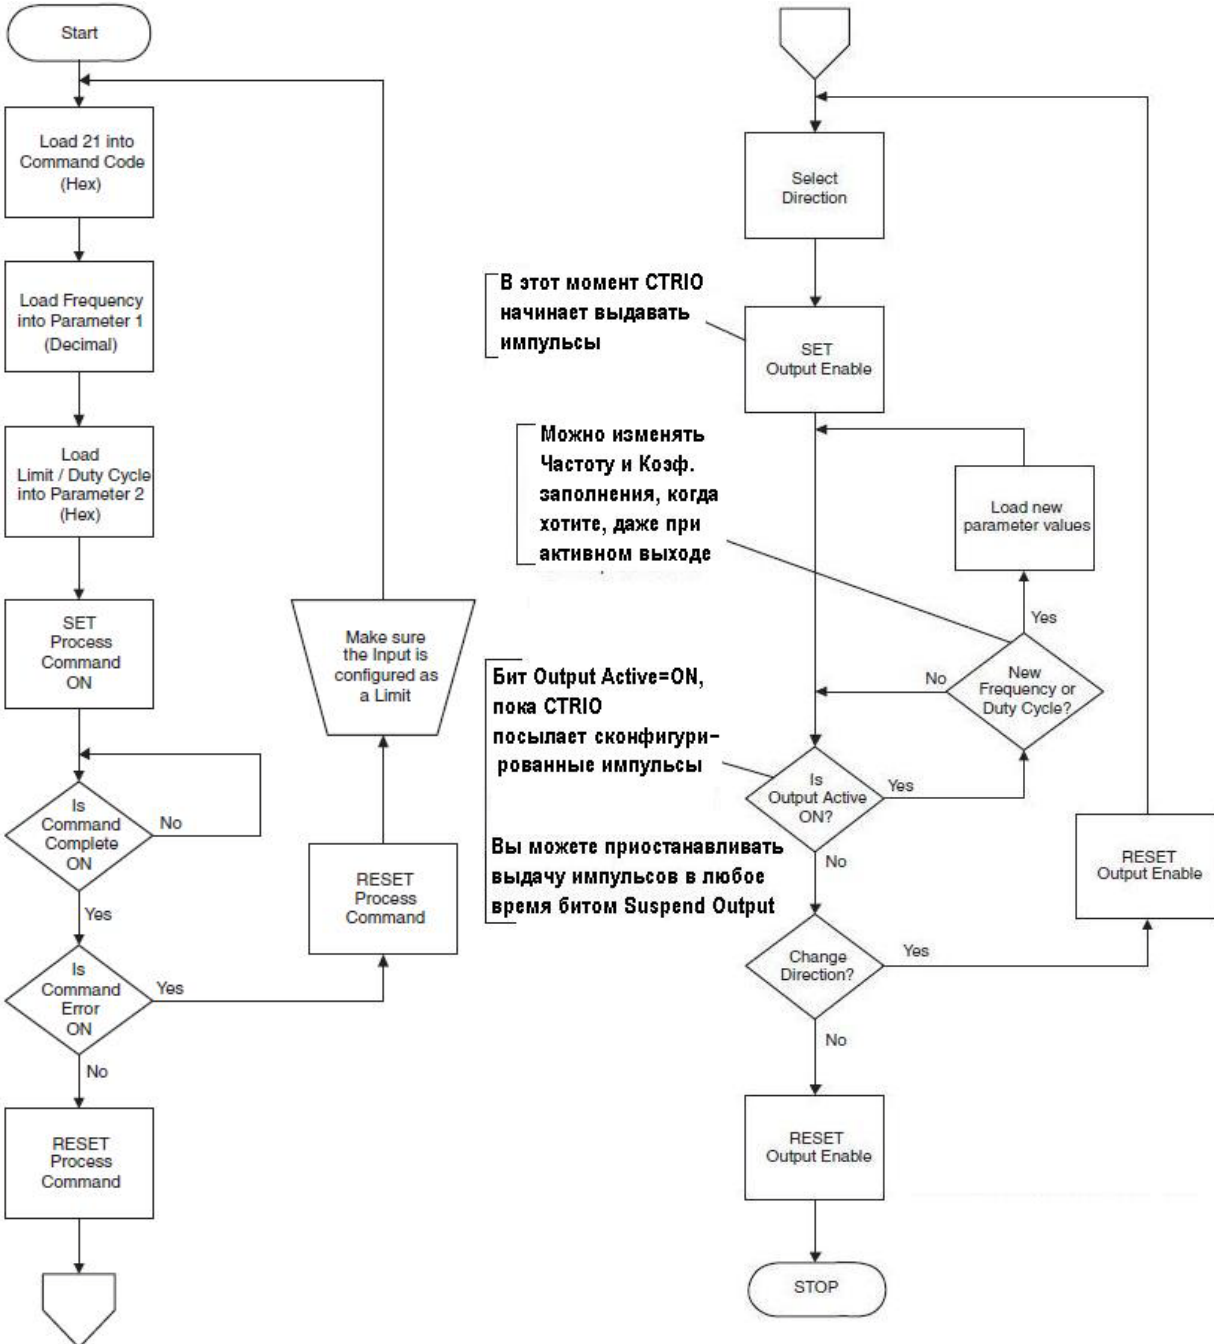 Start
Load 21 into
Command Code
(Hex)
Load Frequency
into Parameter 1
(Decimal)
Load
Limit / Duty Cycle
into Parameter 2
(Hex)
SET
Process
Command
ON
Is
Command
Complete
ON
No
Yes
Is
Command
Error
ON
Yes
No
RESET
Process
Command
Make sure
the Input is
configured as
a Limit
RESET
Process
Command
Select
Direction
В этот момент CTRIO
начинает выдавать
импульсы
SET
Output Enable
Можно изменять
Частоту и Коэф.
заполнения, когда
хотите, даже при
активном выходе
Load new
parameter values
Yes
New
Frequency or
Duty Cycle?
No
Бит Output Active=ON,
пока CTRIO
посылает сконфигури-
рованные импульсы
Is
Output Active
ON?
Yes
No
Вы можете приостанавливать
выдачу импульсов в любое
время битом Suspend Output
RESET
Output Enable
Change
Direction?
Yes
No
RESET
Output Enable
STOP